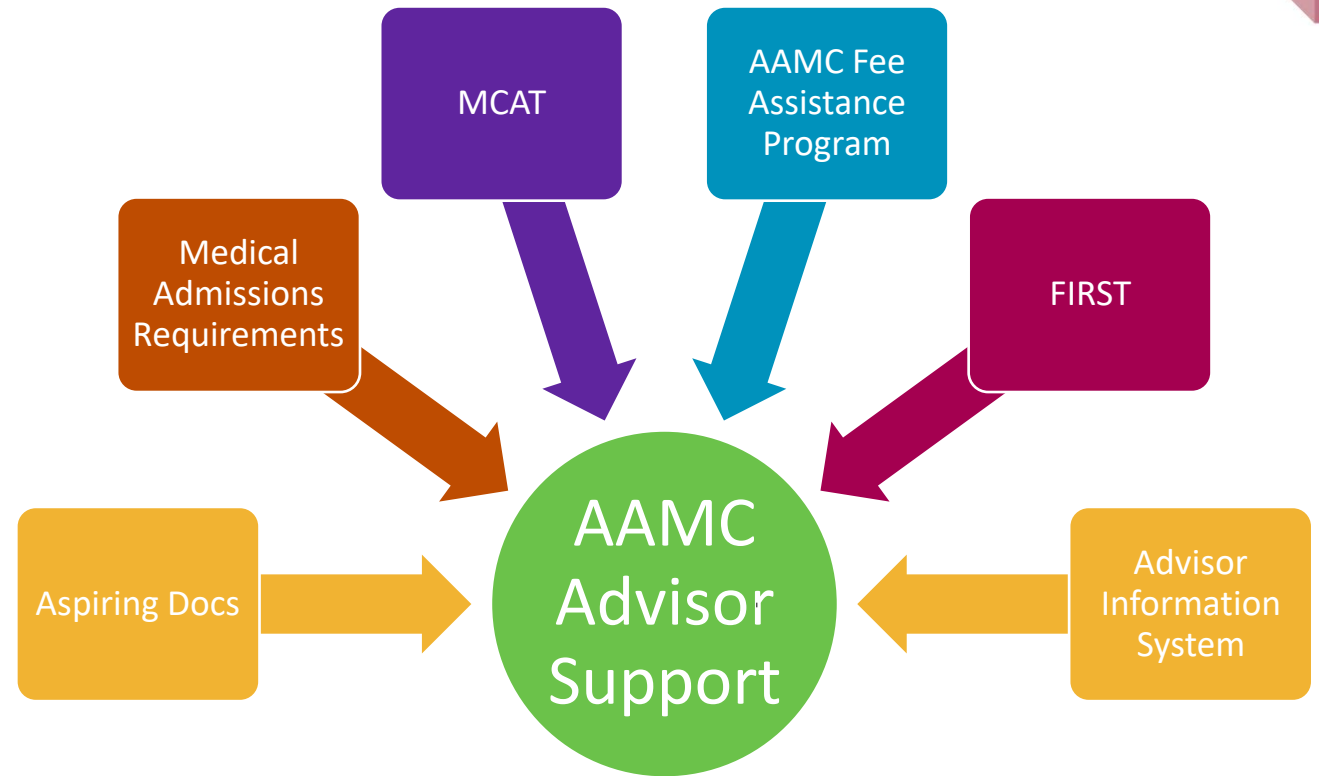 MCAT
AAMC Fee
Assistance
Program
Medical
Admissions
Requirements
FIRST
Aspiring Docs
AAMC
Advisor
Support
Advisor
Information
System